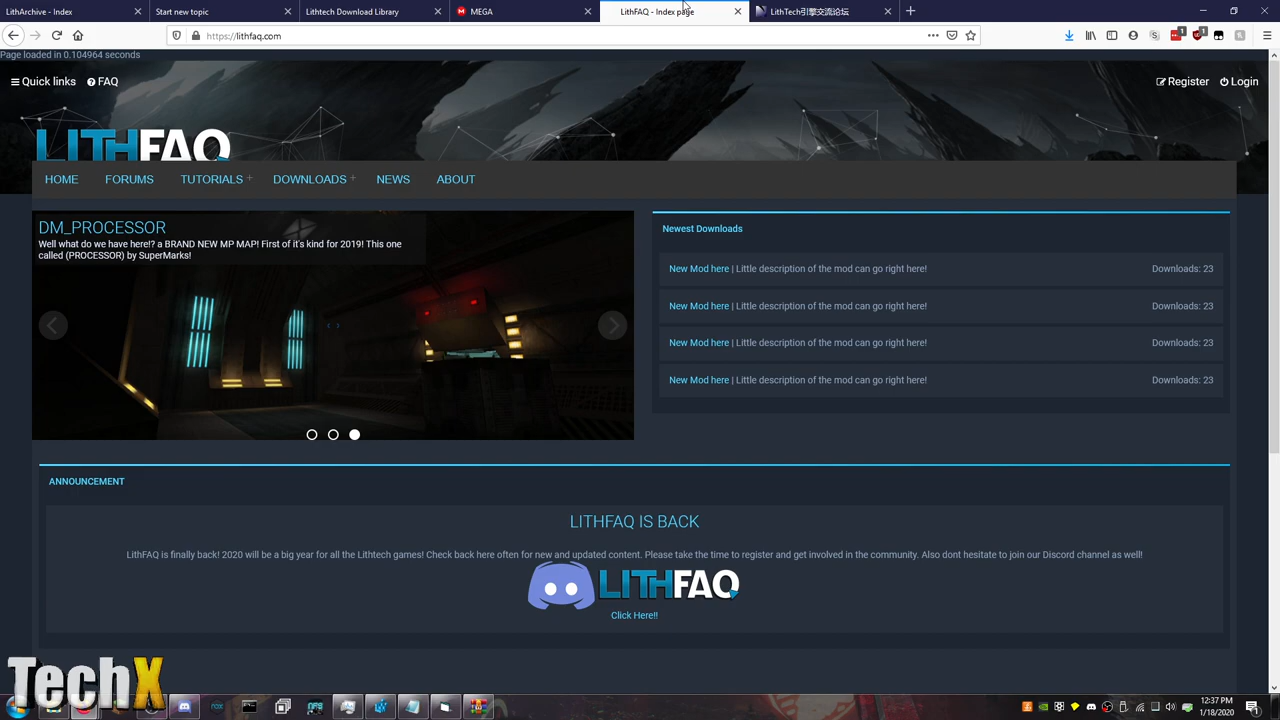 LithArchive - Index
Start new topic
Lithtech Download Library
MEGA
LithFAQ - Index page
LithTech引擎交流论坛
https://lithfaq.com
Page loaded in 0.104964 seconds
Quick links
FAQ
Register
Login
LITHFAQ
HOME
FORUMS
TUTORIALS
DOWNLOADS
NEWS
ABOUT
DM_PROCESSOR
Well what do we have here!? a BRAND NEW MP MAP! First of it's kind for 2019! This one
called (PROCESSOR) by SuperMarks!
Newest Downloads
New Mod here | Little description of the mod can go right here!
Downloads: 23
New Mod here | Little description of the mod can go right here!
Downloads: 23
New Mod here | Little description of the mod can go right here!
Downloads: 23
New Mod here | Little description of the mod can go right here!
Downloads: 23
ANNOUNCEMENT
LITHFAQ IS BACK
LithFAQ is finally back! 2020 will be a big year for all the Lithtech games! Check back here often for new and updated content. Please take the time to register and get involved in the community. Also dont hesitate to join our Discord channel as well!
LITHFAQ
Click Here!!
TechX
12:37 PM
1/18/2020